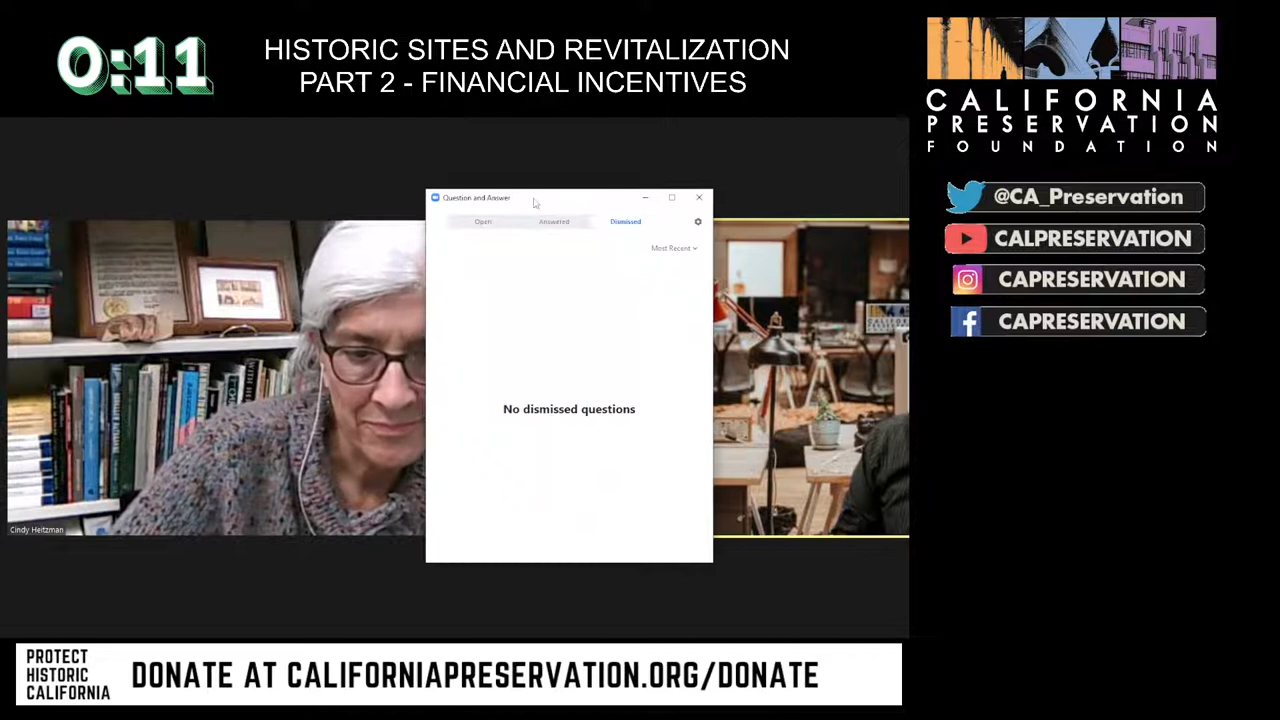 0:11
HISTORIC SITES AND REVITALIZATION
PART 2 - FINANCIAL INCENTIVES
CALIFORNIA
PRESERVATION
FOUNDATION
@CA_Preservation
CALPRESERVATION
CAPRESERVATION
CAPRESERVATION
Question and Answer
Open Answered Dismissed
Most Recent
No dismissed questions
Cindy Heitzman
PROTECT
HISTORIC
CALIFORNIA
DONATE AT CALIFORNIAPRESERVATION.ORG/DONATE